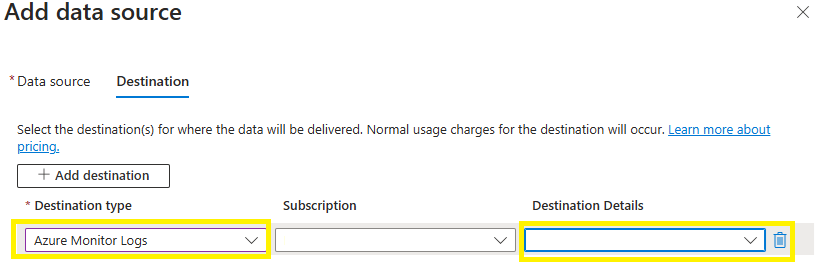 Add data source
* Data source Destination
Select the destination(s) for where the data will be delivered. Normal usage charges for the destination will occur. Learn more about
pricing.
+ Add destination
* Destination type Subscription Destination Details
Azure Monitor Logs